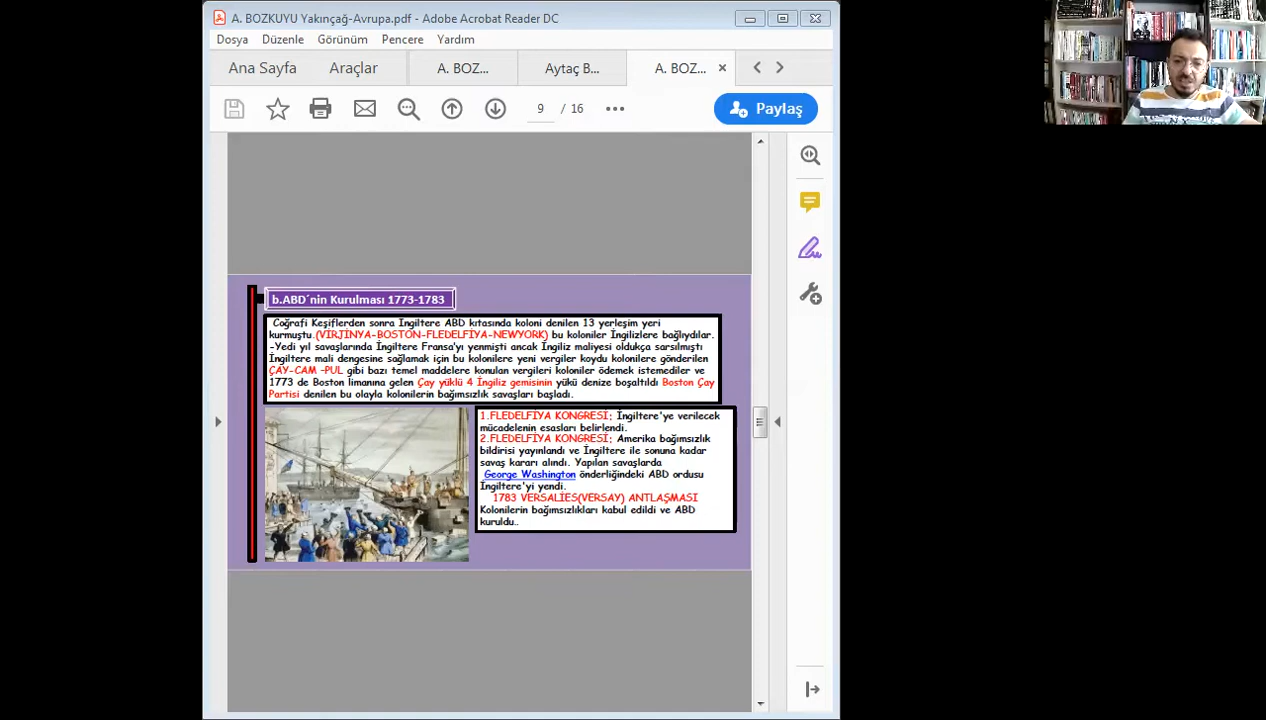 A. BOZKUYU Yakınçağ-Avrupa.pdf - Adobe Acrobat Reader DC
Dosya Düzenle Görünüm Pencere Yardım
Ana Sayfa Araçlar A. BOZ... Aytaç B... A. BOZ... ×
9 / 16 Paylaş
b.ABD´nin Kurulması 1773-1783
Coğrafi Keşiflerden sonra İngiltere ABD kıtasında koloni denilen 13 yerleşim yeri
kurmuştu.(VİRJİNYA-BOSTON-FLEDELFİYA-NEWYORK) bu koloniler İngilizlere bağlıydılar.
-Yedi yıl savaşlarında İngiltere Fransa'yı yenmişti ancak İngiliz maliyesi oldukça sarsılmıştı
İngiltere mali dengesine sağlamak için bu kolonilere yeni vergiler koydu kolonilere gönderilen
ÇAY-CAM -PUL gibi bazı temel maddelere konulan vergileri koloniler ödemek istemediler ve
1773 de Boston limanına gelen Çay yüklü 4 İngiliz gemisinin yükü denize boşaltıldı Boston Çay
Partisi denilen bu olayla kolonilerin bağımsızlık savaşları başladı.
1.FLEDELFİYA KONGRESİ; İngiltere'ye verilecek
mücadelenin esasları belirlendi.
2.FLEDELFİYA KONGRESİ; Amerika bağımsızlık
bildirisi yayınlandı ve İngiltere ile sonuna kadar
savaş kararı alındı. Yapılan savaşlarda
George Washington önderliğindeki ABD ordusu
İngiltere'yi yendi.
1783 VERSALİES(VERSAY) ANTLAŞMASI
Kolonilerin bağımsızlıkları kabul edildi ve ABD
kuruldu..